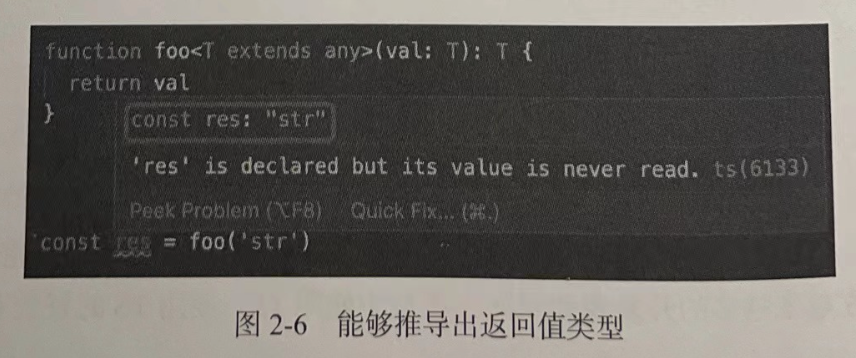 function foo<T extends any>(val: T): T {
return val
}
const res: "str"
'res' is declared but its value is never read. ts(6133)
Peek Problem (⌥F8) Quick Fix... (⌘.)
const res = foo('str')
图 2-6 能够推导出返回值类型